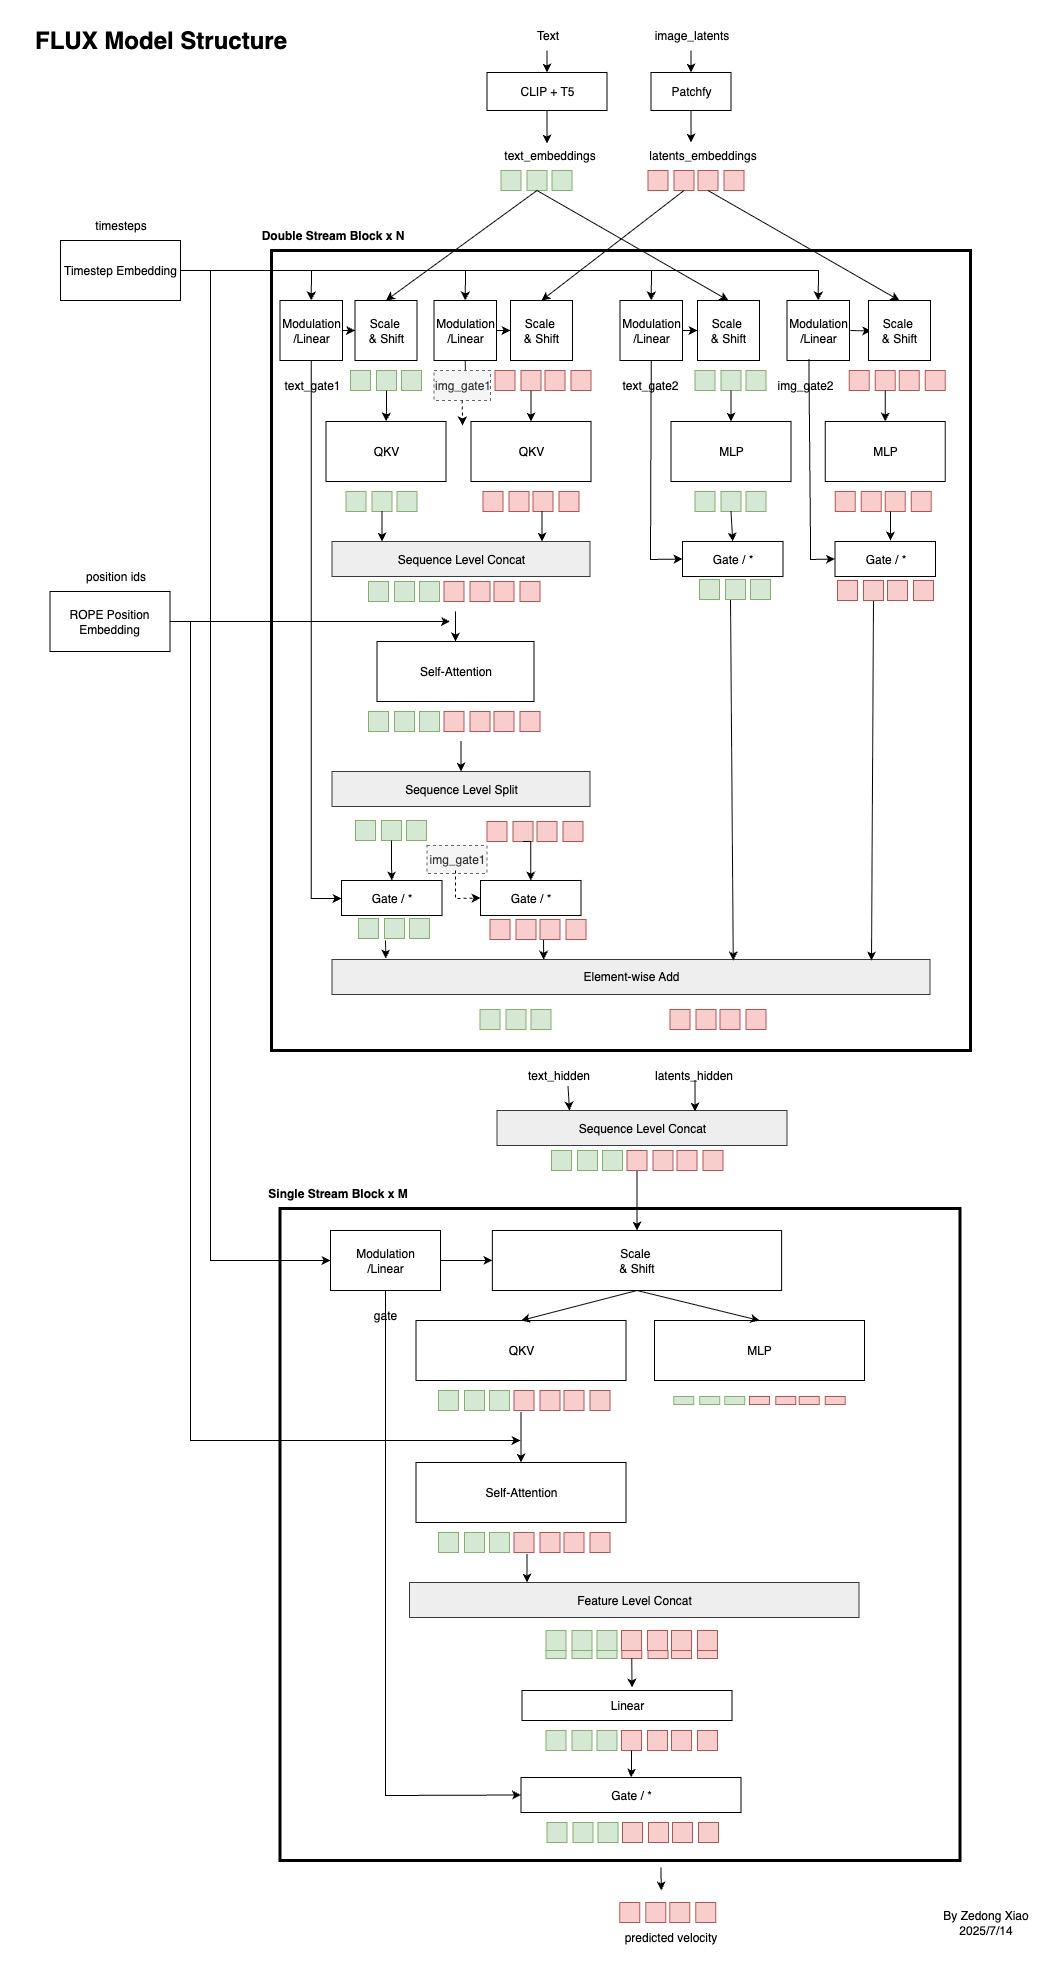 FLUX Model Structure
Text
image_latents
CLIP + T5
Patchfy
text_embeddings
latents_embeddings
timesteps
Double Stream Block x N
Timestep Embedding
Modulation
/Linear
Scale
& Shift
Modulation
/Linear
Scale
& Shift
Modulation
/Linear
Scale
& Shift
Modulation
/Linear
Scale
& Shift
text_gate1
img_gate1
text_gate2
img_gate2
QKV
QKV
MLP
MLP
Sequence Level Concat
Gate / *
Gate / *
position ids
ROPE Position
Embedding
Self-Attention
Sequence Level Split
img_gate1
Gate / *
Gate / *
Element-wise Add
text_hidden
latents_hidden
Sequence Level Concat
Single Stream Block x M
Modulation
/Linear
Scale
& Shift
gate
QKV
MLP
Self-Attention
Feature Level Concat
Linear
Gate / *
predicted velocity
By Zedong Xiao
2025/7/14